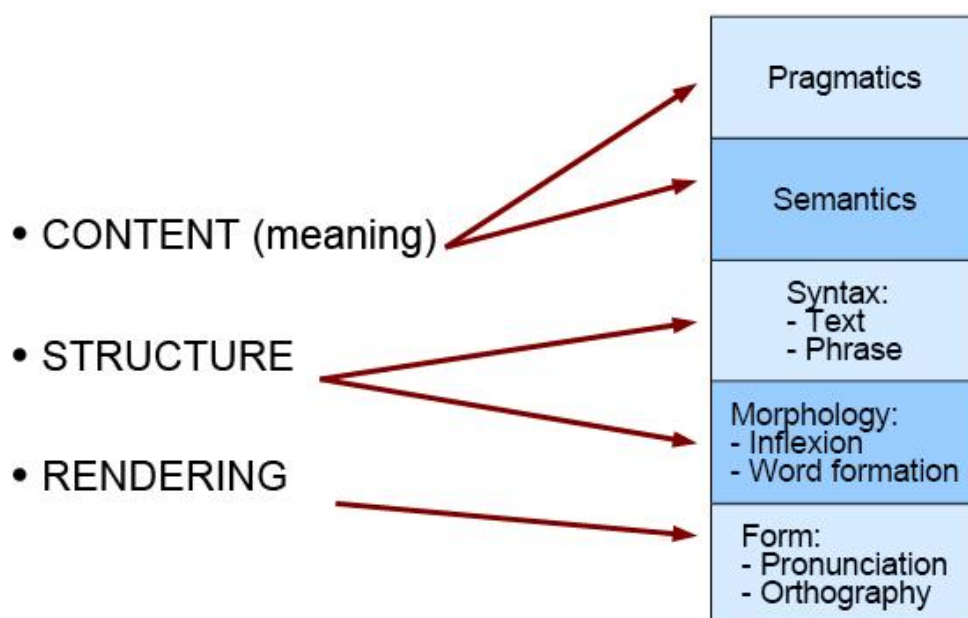 • CONTENT (meaning)
• STRUCTURE
• RENDERING
Pragmatics
Semantics
Syntax:
- Text
- Phrase
Morphology:
- Inflexion
- Word formation
Form:
- Pronunciation
- Orthography